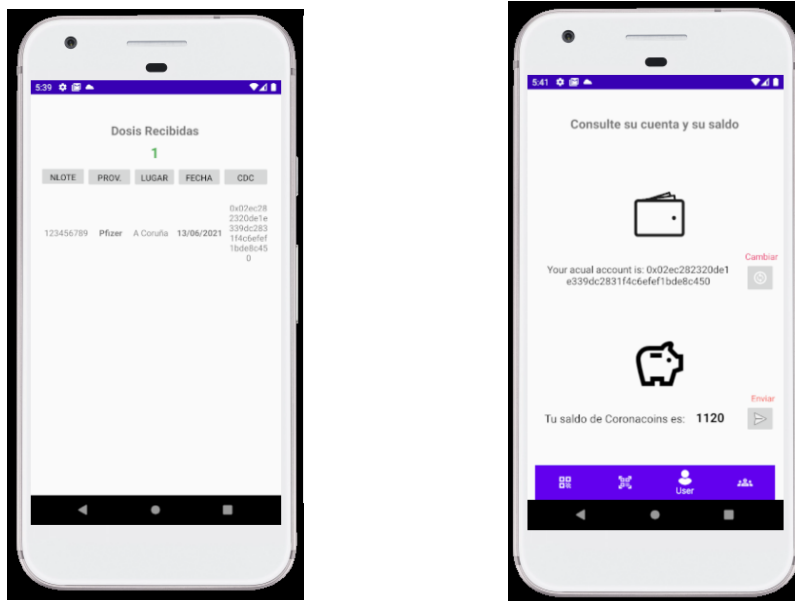 5:39
Dosis Recibidas
1
NLOTE PROV. LUGAR FECHA CDC
123456789 Pfizer A Coruña 13/06/2021 0x02ec28
2320de1e
339dc283
1f4c6efef
1bde8c45
0
5:41
Consulte su cuenta y su saldo
Cambiar
Your acual account is: 0x02ec282320de1
e339dc2831f4c6efef1bde8c450
Enviar
Tu saldo de Coronacoins es: 1120
User